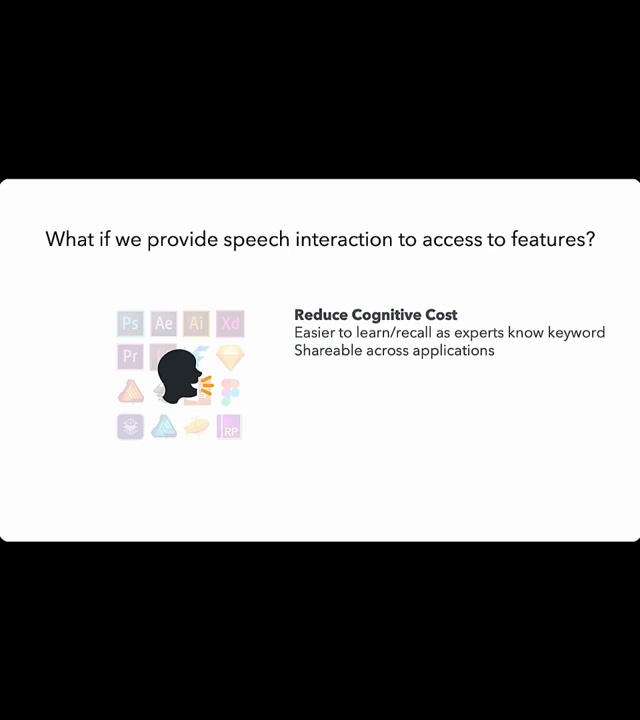 What if we provide speech interaction to access to features?
Ps Ae Ai Xd
Reduce Cognitive Cost
Easier to learn/recall as experts know keyword
Shareable across applications
Pr
RP